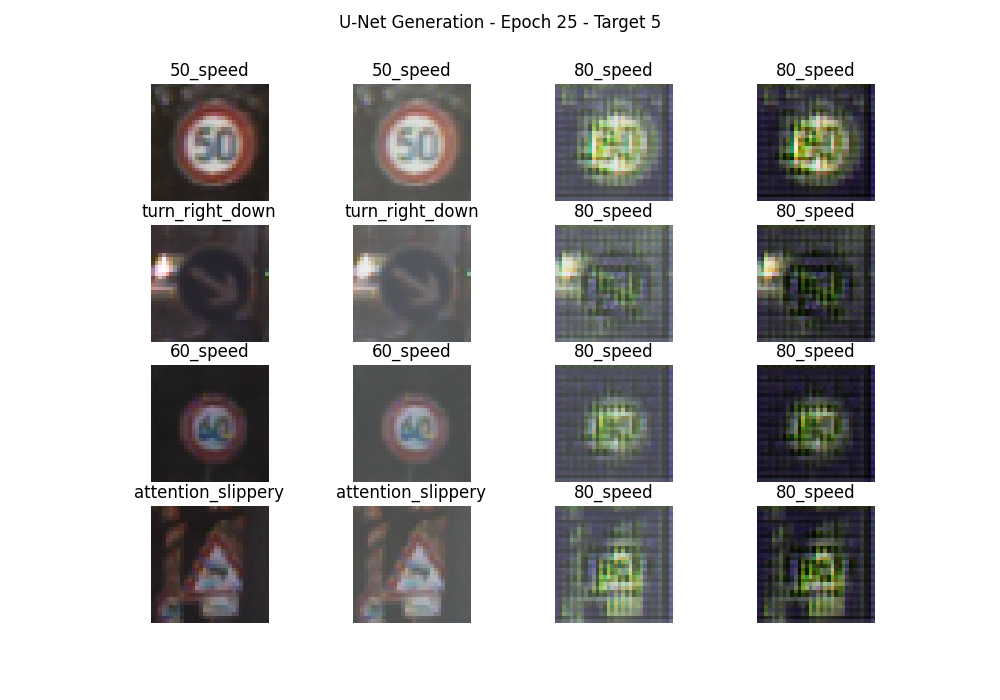 U-Net Generation - Epoch 25 - Target 5
50_speed 50_speed 80_speed 80_speed
50 50
turn_right_down turn_right_down 80_speed 80_speed
60_speed 60_speed 80_speed 80_speed
60 60
attention_slippery attention_slippery 80_speed 80_speed